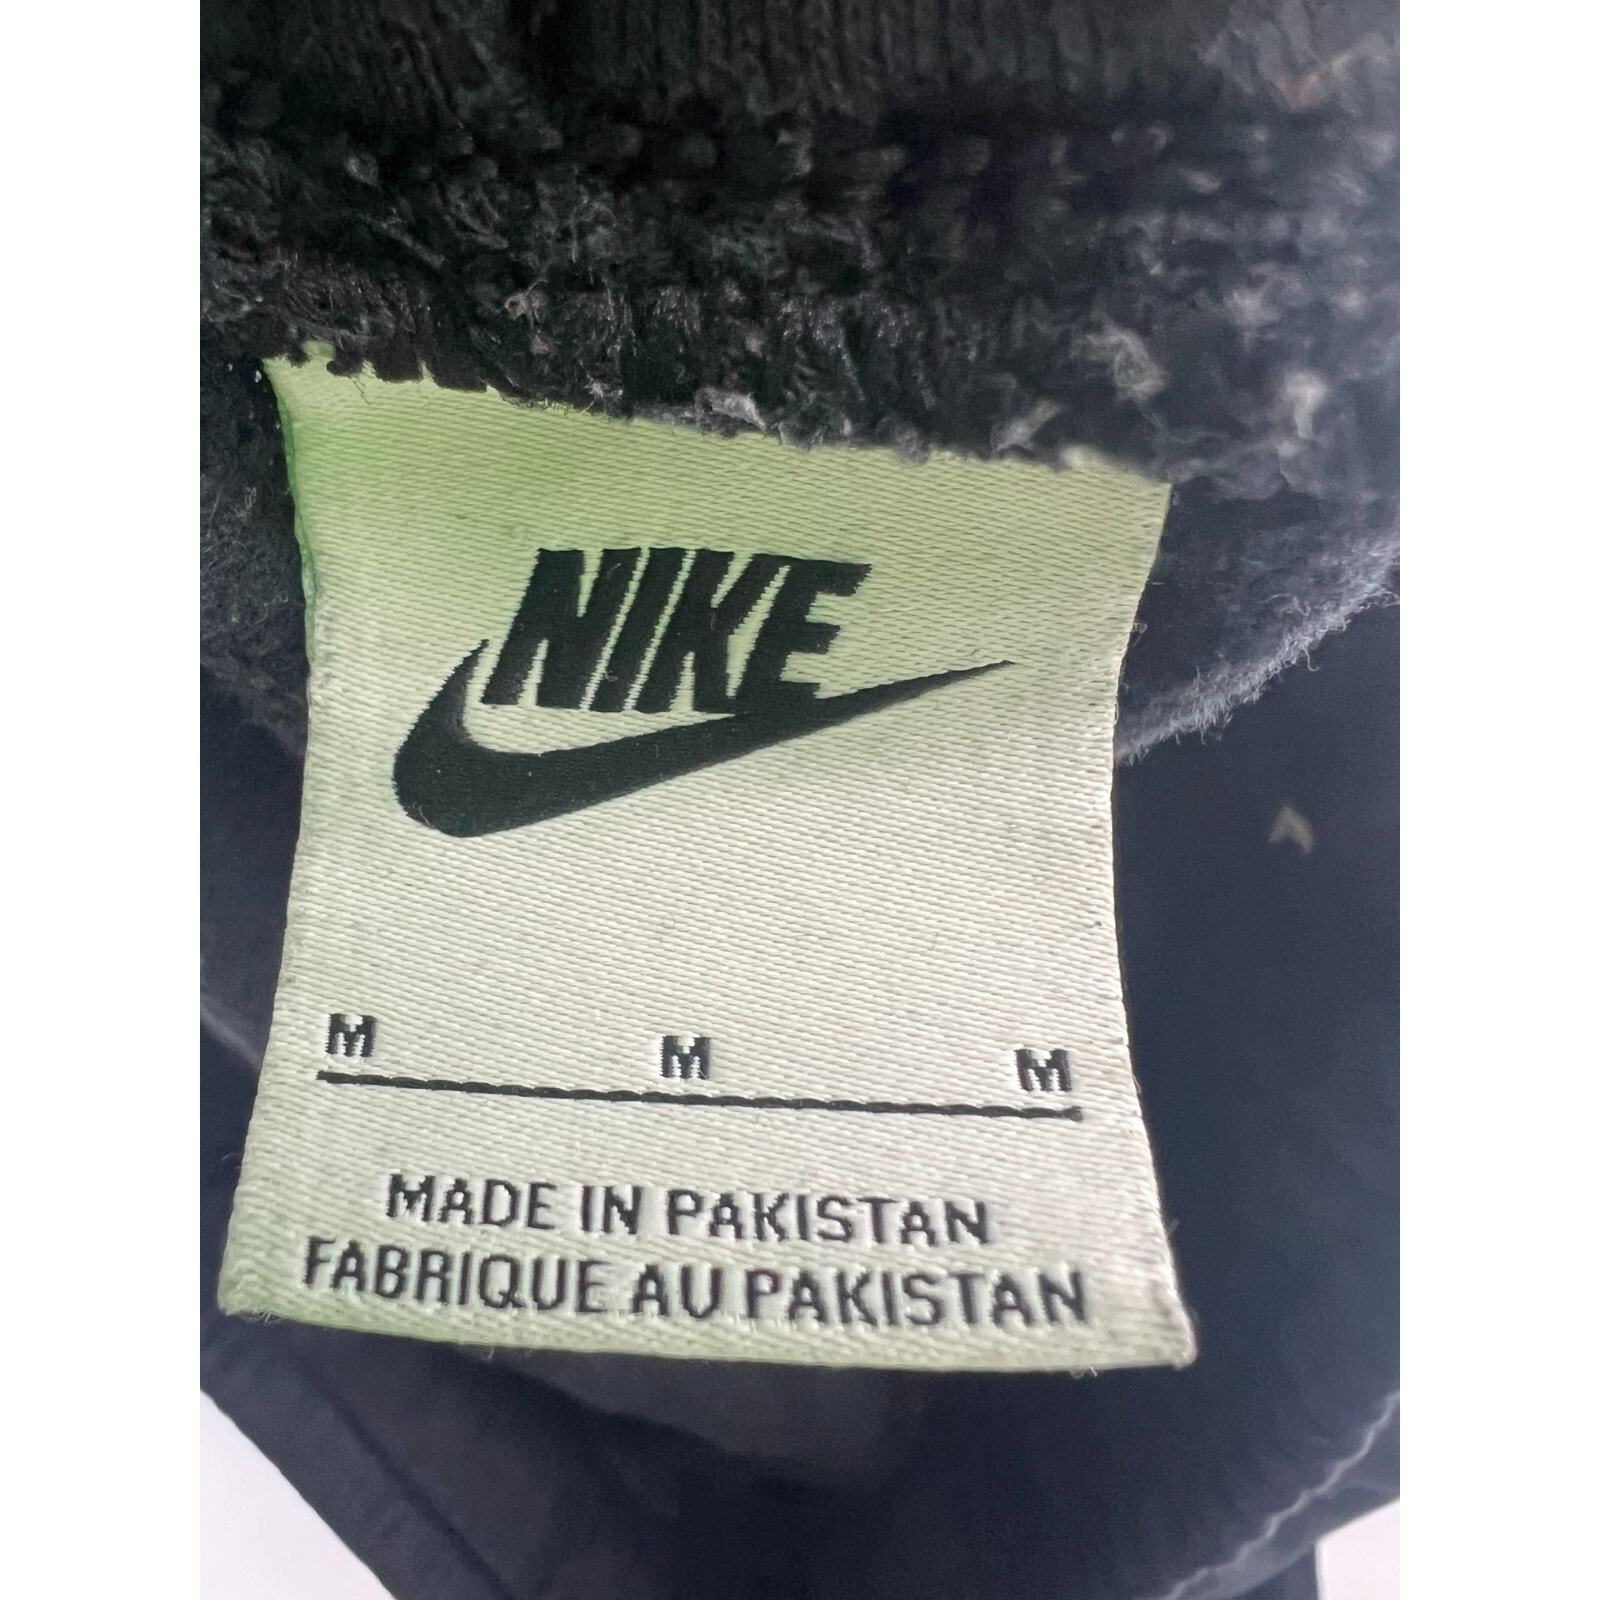 NIKE
M M M
MADE IN PAKISTAN
FABRIQUE AU PAKISTAN